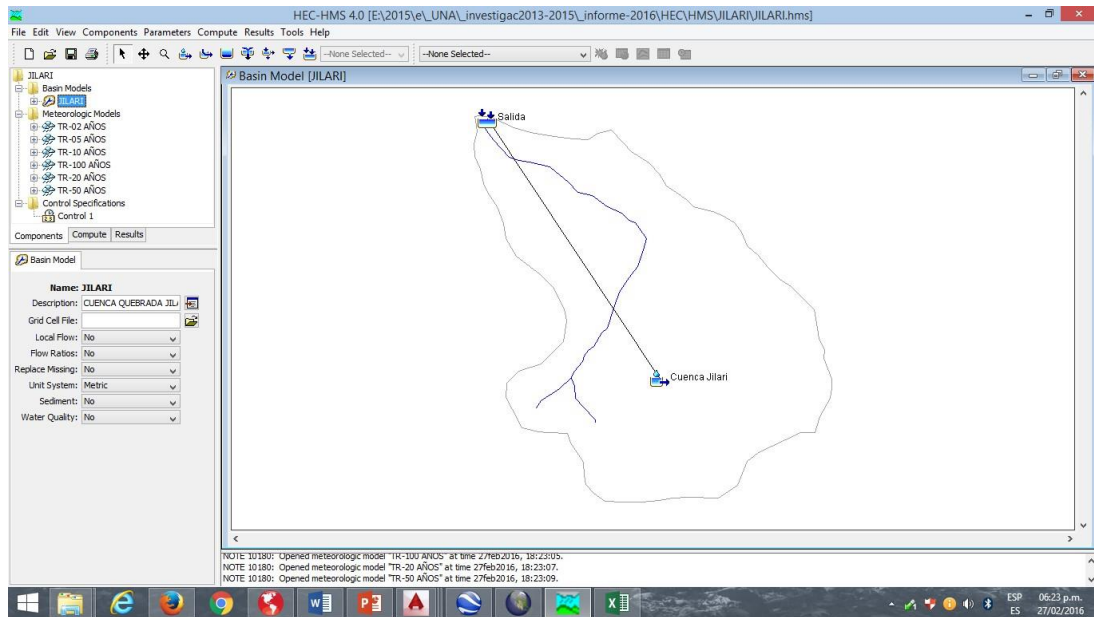 HEC-HMS 4.0 [E:\2015\e\_UNA\_investigac2013-2015\_informe-2016\HEC\HMS\JILARI\JILARI.hms]
File Edit View Components Parameters Compute Results Tools Help
--None Selected-- --None Selected--
JILARI
Basin Models
JILARI
Meteorologic Models
TR-02 AÑOS
TR-05 AÑOS
TR-10 AÑOS
TR-100 AÑOS
TR-20 AÑOS
TR-50 AÑOS
Control Specifications
Control 1
Components Compute Results
Basin Model
Name: JILARI
Description: CUENCA QUEBRADA JIL
Grid Cell File:
Local Flow: No
Flow Ratios: No
Replace Missing: No
Unit System: Metric
Sediment: No
Water Quality: No
Basin Model [JILARI]
Salida
Cuenca Jilari
NOTE 10180: Opened meteorologic model "TR-100 AÑOS" at time 27feb2016, 18:23:05.
NOTE 10180: Opened meteorologic model "TR-20 AÑOS" at time 27feb2016, 18:23:07.
NOTE 10180: Opened meteorologic model "TR-50 AÑOS" at time 27feb2016, 18:23:09.
ESP 06:23 p.m.
ES 27/02/2016